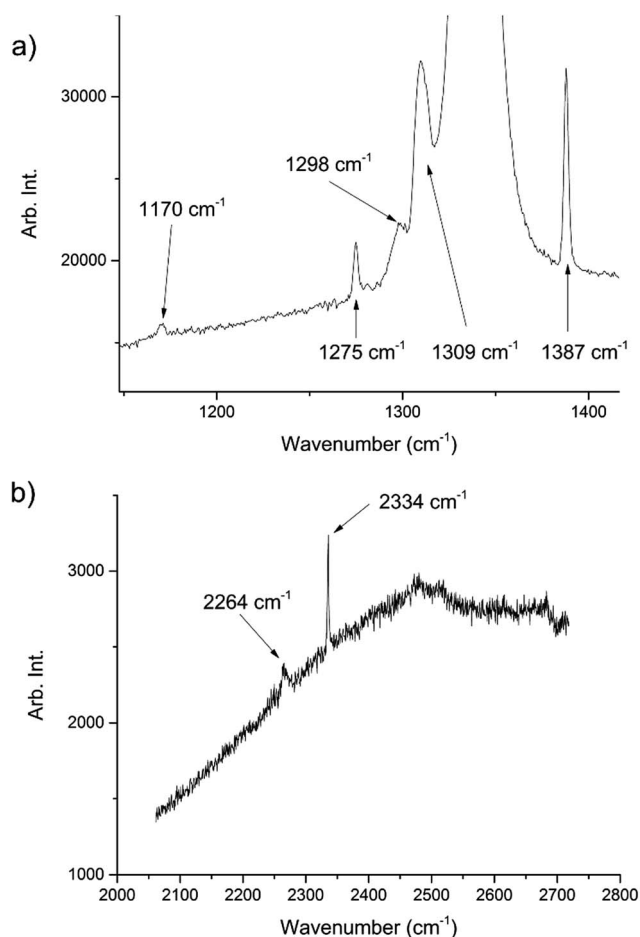 a)
30000
20000
Arb. Int.
1170 cm⁻¹
1298 cm⁻¹
1275 cm⁻¹
1309 cm⁻¹
1387 cm⁻¹
1200
1300
1400
Wavenumber (cm⁻¹)
b)
3000
2000
1000
Arb. Int.
2264 cm⁻¹
2334 cm⁻¹
2000
2100
2200
2300
2400
2500
2600
2700
2800
Wavenumber (cm⁻¹)